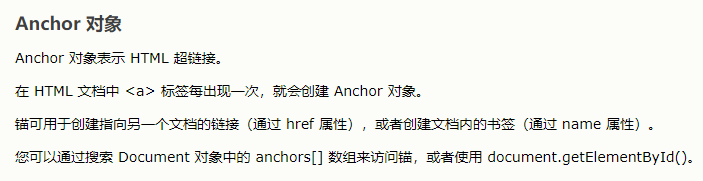 Anchor 对象
Anchor 对象表示 HTML 超链接。
在 HTML 文档中 <a> 标签每出现一次，就会创建 Anchor 对象。
锚可用于创建指向另一个文档的链接（通过 href 属性），或者创建文档内的书签（通过 name 属性）。
您可以通过搜索 Document 对象中的 anchors[] 数组来访问锚，或者使用 document.getElementById()。